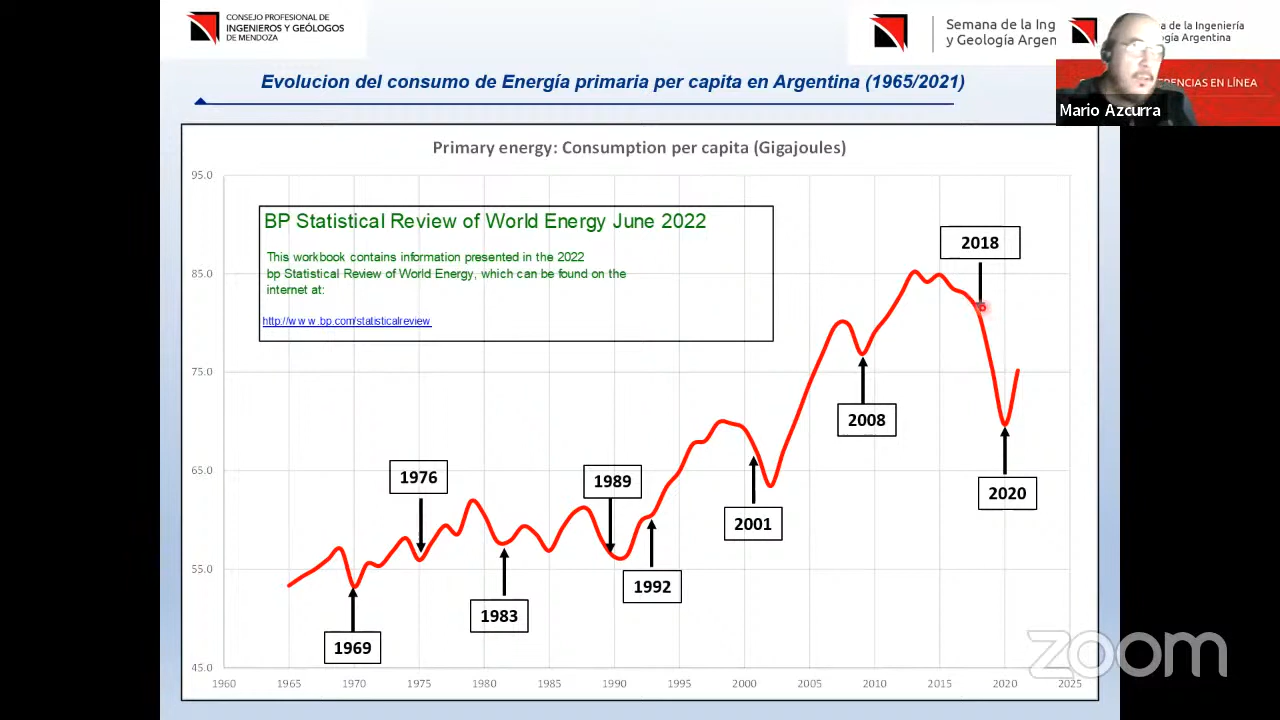 CONSEJO PROFESIONAL DE
INGENIEROS Y GEÓLOGOS
DE MENDOZA
Semana de la Ing
y Geología Argen
a de la Ingeniería
ogía Argentina
ERENCIAS EN LÍNEA
Mario Azcurra
Evolucion del consumo de Energía primaria per capita en Argentina (1965/2021)
Primary energy: Consumption per capita (Gigajoules)
95.0
85.0
75.0
65.0
55.0
45.0
BP Statistical Review of World Energy June 2022
This workbook contains information presented in the 2022
bp Statistical Review of World Energy, which can be found on the
internet at:
http://www.bp.com/statisticalreview
2018
2008
1976
1989
2020
2001
1992
1983
1969
1960 1965 1970 1975 1980 1985 1990 1995 2000 2005 2010 2015 2020 2025
zoom